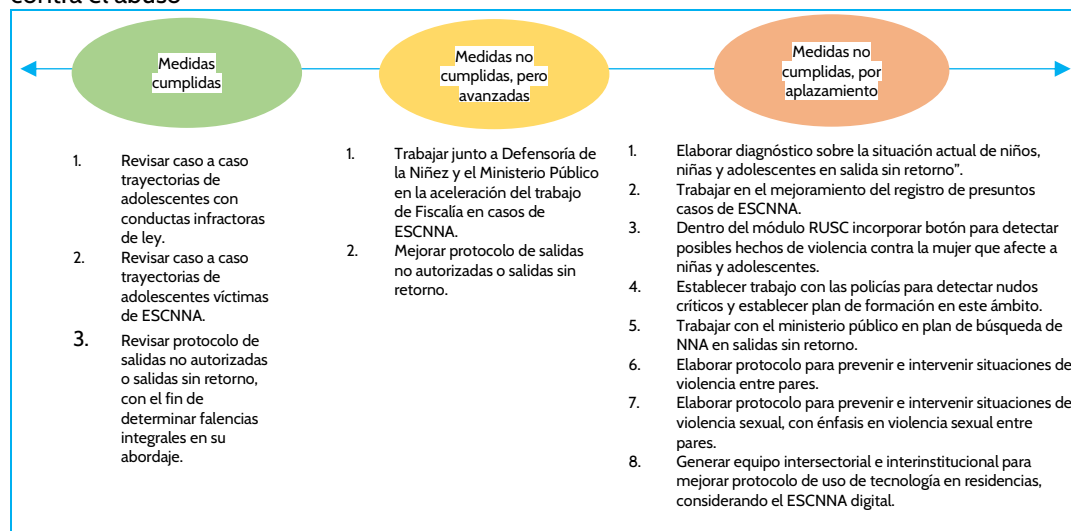 contra el abuso
Medidas
cumplidas
Medidas no
cumplidas, pero
avanzadas
Medidas no
cumplidas, por
aplazamiento
1. Revisar caso a caso
trayectorias de
adolescentes con
conductas infractoras
de ley.
2. Revisar caso a caso
trayectorias de
adolescentes víctimas
de ESCNNA.
3. Revisar protocolo de
salidas no autorizadas
o salidas sin retorno,
con el fin de
determinar falencias
integrales en su
abordaje.
1. Trabajar junto a Defensoría de
la Niñez y el Ministerio Público
en la aceleración del trabajo
de Fiscalía en casos de
ESCNNA.
2. Mejorar protocolo de salidas
no autorizadas o salidas sin
retorno.
1. Elaborar diagnóstico sobre la situación actual de niños,
niñas y adolescentes en salida sin retorno”.
2. Trabajar en el mejoramiento del registro de presuntos
casos de ESCNNA.
3. Dentro del módulo RUSC incorporar botón para detectar
posibles hechos de violencia contra la mujer que afecte a
niñas y adolescentes.
4. Establecer trabajo con las policías para detectar nudos
críticos y establecer plan de formación en este ámbito.
5. Trabajar con el ministerio público en plan de búsqueda de
NNA en salidas sin retorno.
6. Elaborar protocolo para prevenir e intervenir situaciones de
violencia entre pares.
7. Elaborar protocolo para prevenir e intervenir situaciones de
violencia sexual, con énfasis en violencia sexual entre
pares.
8. Generar equipo intersectorial e interinstitucional para
mejorar protocolo de uso de tecnología en residencias,
considerando el ESCNNA digital.